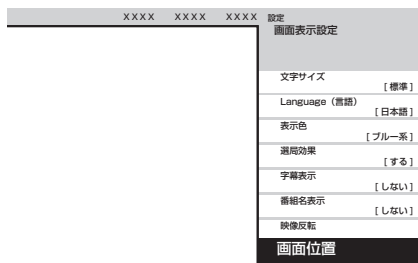 XXXX XXXX XXXX 設定
画面表示設定
文字サイズ
[標準]
Language（言語）
[日本語]
表示色
[ブルー系]
選局効果
[する]
字幕表示
[しない]
番組名表示
[しない]
映像反転
画面位置